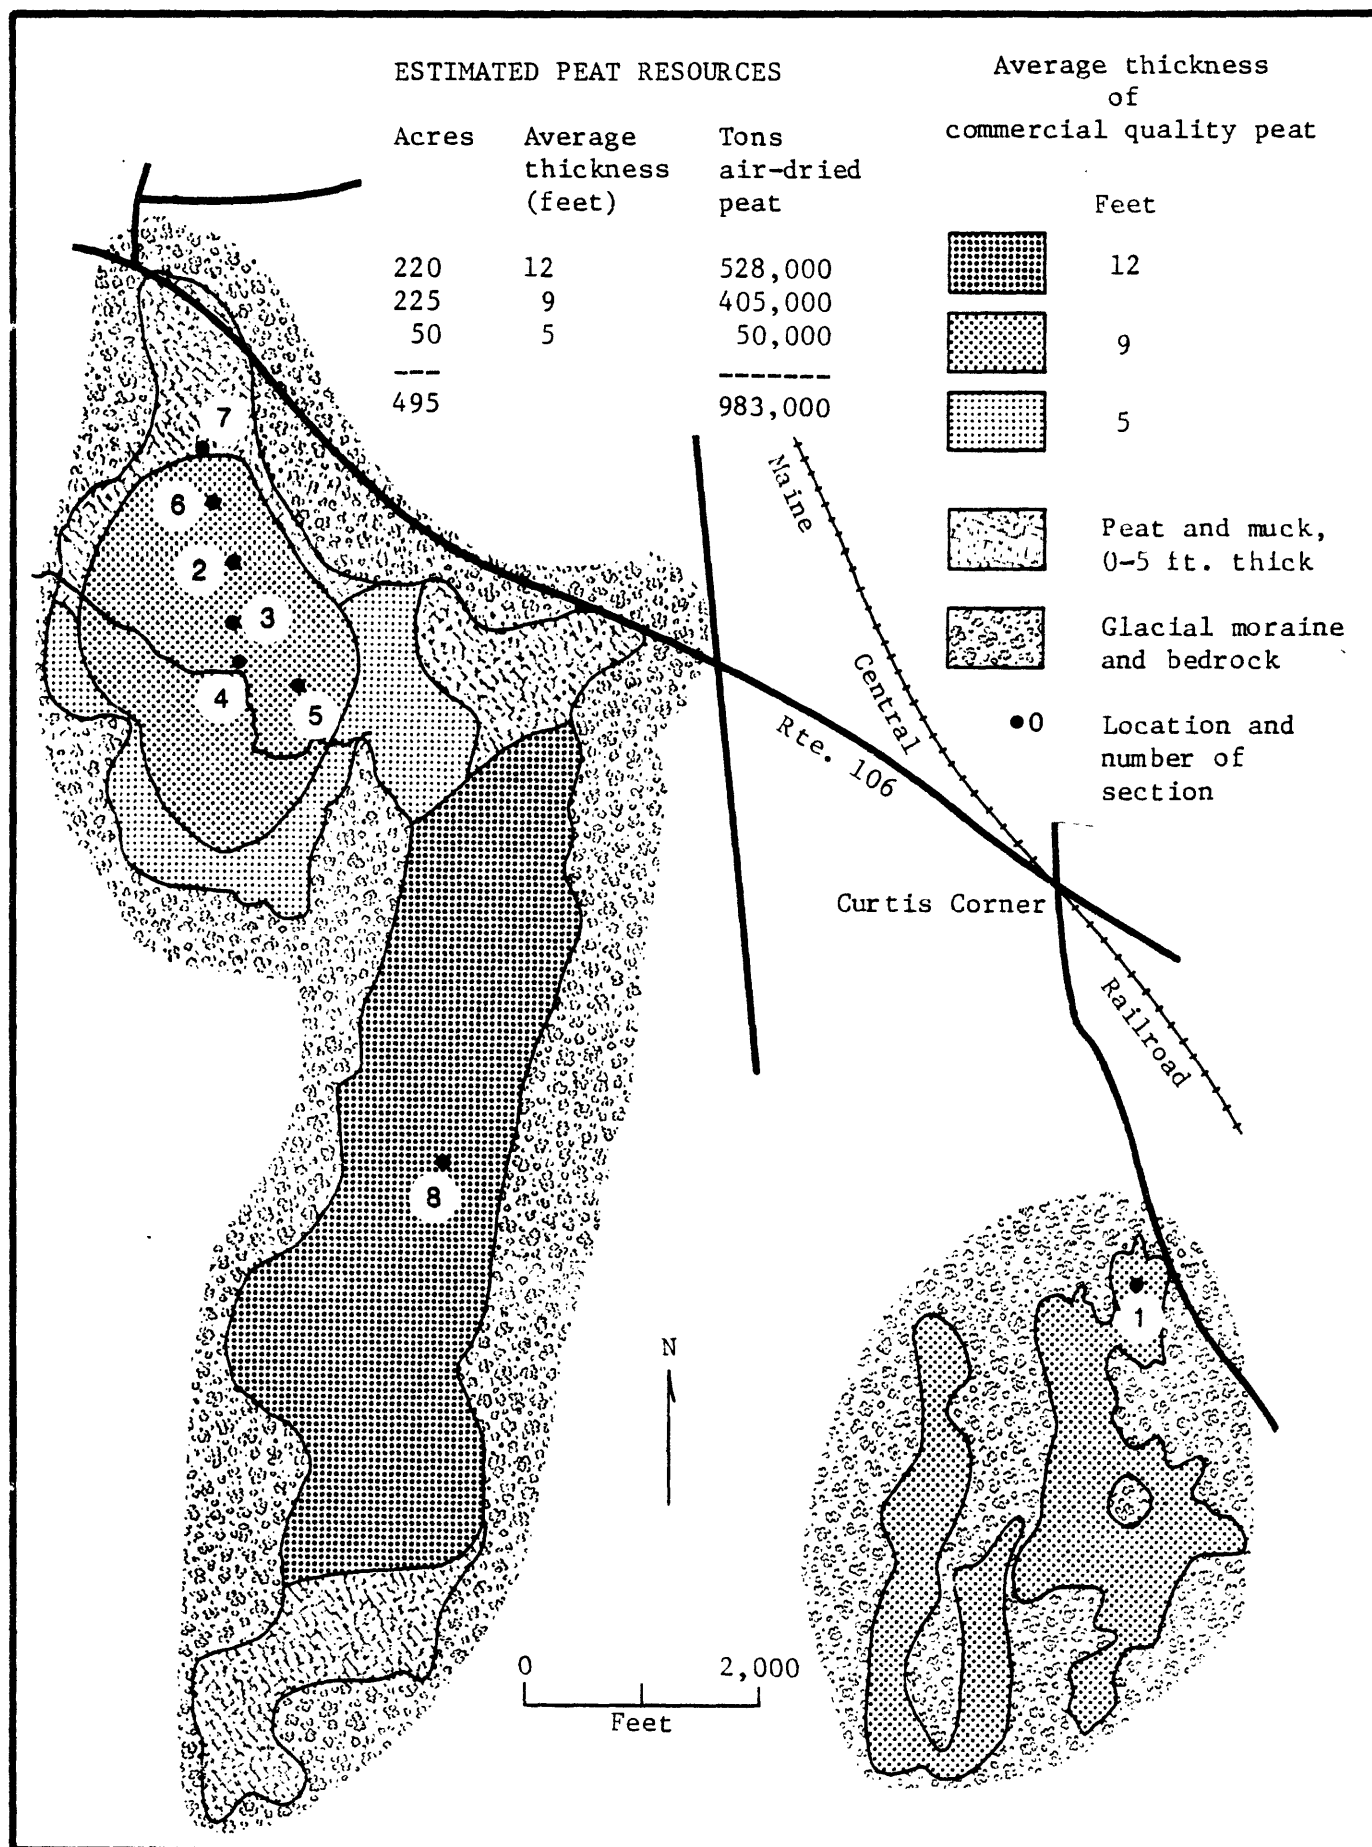 ESTIMATED PEAT RESOURCES
Acres Average Tons
thickness air-dried
(feet) peat
220 12 528,000
225 9 405,000
50 5 50,000
--- -------
495 983,000
Average thickness
of
commercial quality peat
Feet
12
9
5
Peat and muck,
0-5 ft. thick
Glacial moraine
and bedrock
●0 Location and
number of
section
7
6
2
3
4
5
8
1
Maine
Central
Railroad
Rte. 106
Curtis Corner
N
0 2,000
Feet